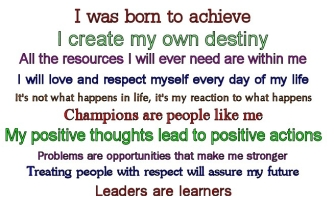 I was born to achieve
I create my own destiny
All the resources I will ever need are within me
I will love and respect myself every day of my life
It's not what happens in life, it's my reaction to what happens
Champions are people like me
My positive thoughts lead to positive actions
Problems are opportunities that make me stronger
Treating people with respect will assure my future
Leaders are learners